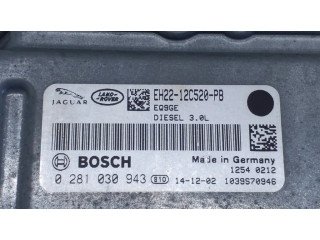 JAGUAR
LAND-ROVER
EH22-12C520-PB
EQ9GE
DIESEL 3.0L
BOSCH
Made in Germany
1254 0212
0 281 030 943 810 14-12-02 1039S70946